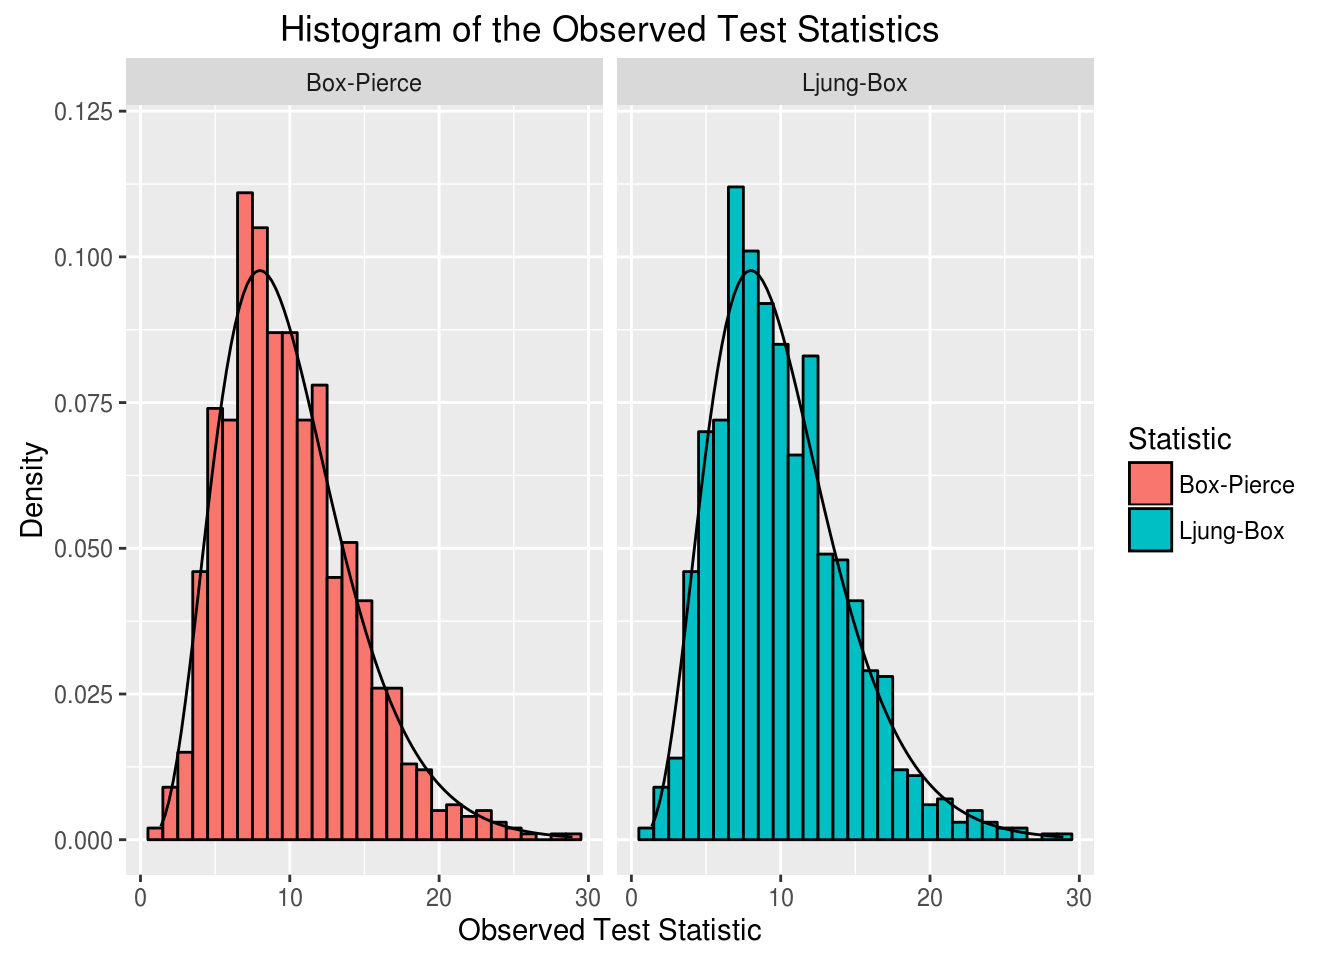 Histogram of the Observed Test Statistics
Box-Pierce
Ljung-Box
0.125
0.100
0.075
0.050
0.025
0.000
Density
0 10 20 30
0 10 20 30
Observed Test Statistic
Statistic
Box-Pierce
Ljung-Box